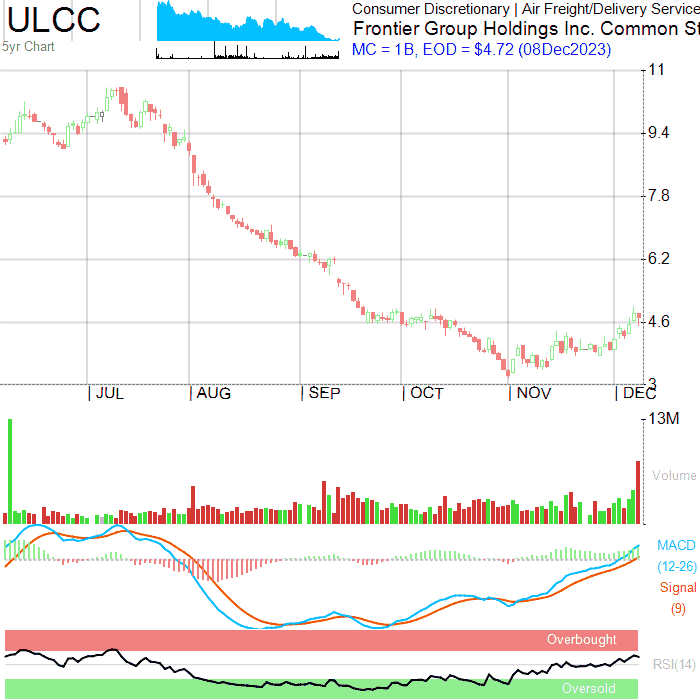 ULCC
5yr Chart
Consumer Discretionary | Air Freight/Delivery Service
Frontier Group Holdings Inc. Common St
MC = 1B, EOD = $4.72 (08Dec2023)
11
9.4
7.8
6.2
4.6
3
JUL AUG SEP OCT NOV DEC
13M
Volume
MACD
(12-26)
Signal
(9)
Overbought
RSI(14)
Oversold